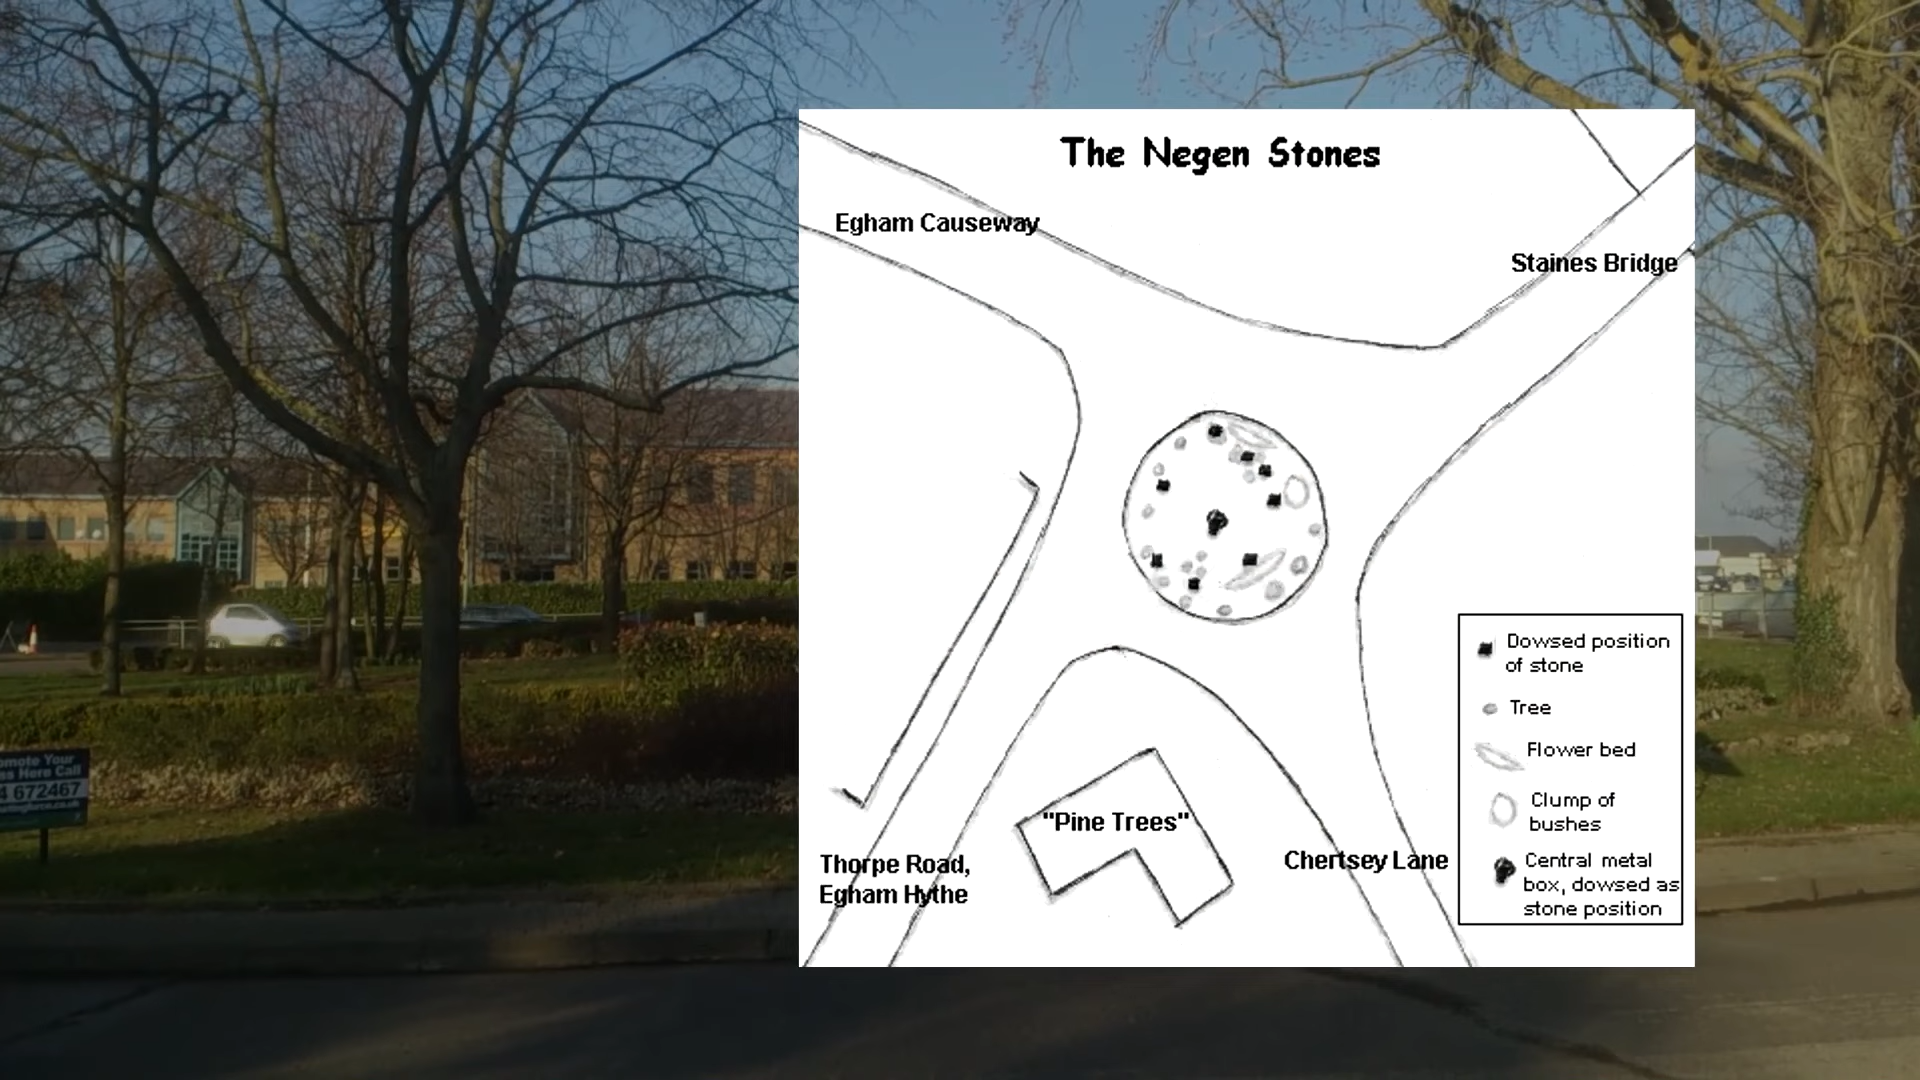 The Negen Stones
Egham Causeway
Staines Bridge
"Pine Trees"
Thorpe Road,
Egham Hythe
Chertsey Lane
Dowsed position
of stone
Tree
Flower bed
Clump of
bushes
Central metal
box, dowsed as
stone position
omote Your
ss Here Call
4 672467